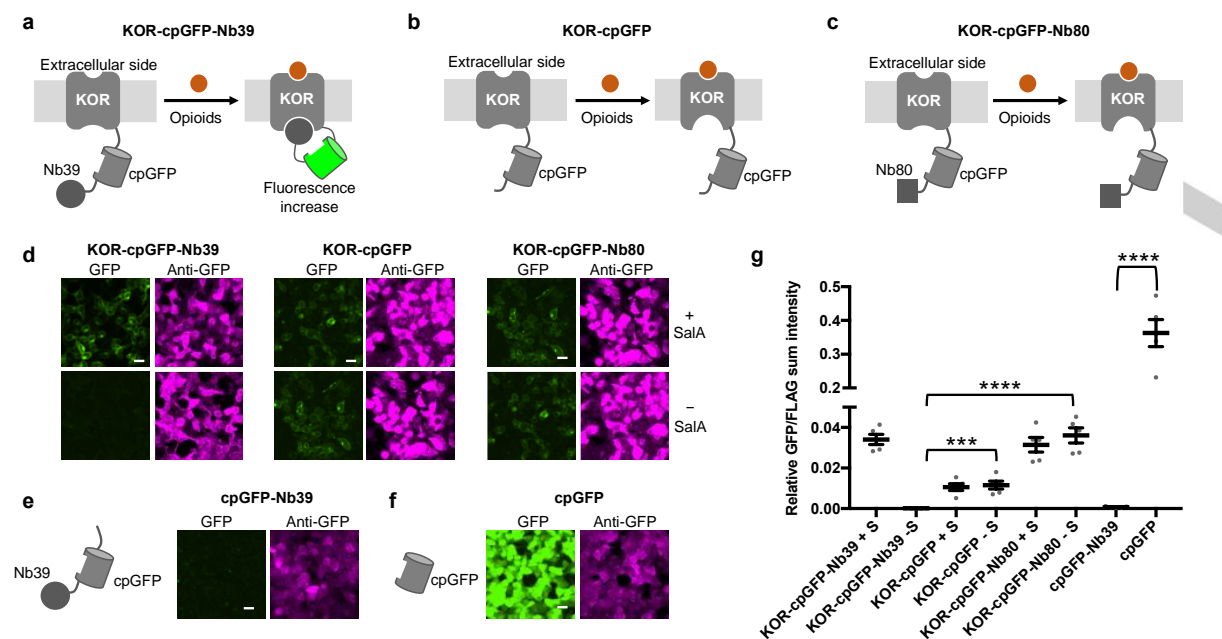 a
KOR-cpGFP-Nb39
Extracellular side
KOR
Opioids
KOR
Nb39
cpGFP
Fluorescence
increase
b
KOR-cpGFP
Extracellular side
KOR
Opioids
KOR
cpGFP
cpGFP
c
KOR-cpGFP-Nb80
Extracellular side
KOR
Opioids
KOR
Nb80
cpGFP
cpGFP
d
KOR-cpGFP-Nb39
GFP Anti-GFP
KOR-cpGFP
GFP Anti-GFP
KOR-cpGFP-Nb80
GFP Anti-GFP
+
SalA
−
SalA
e
cpGFP-Nb39
GFP Anti-GFP
Nb39
cpGFP
f
cpGFP
GFP Anti-GFP
cpGFP
g
Relative GFP/FLAG sum intensity
0.5
0.4
0.3
0.2
0.04
0.02
0.00
****
***
****
KOR-cpGFP-Nb39 + S
KOR-cpGFP-Nb39 -S
KOR-cpGFP + S
KOR-cpGFP - S
KOR-cpGFP-Nb80 + S
KOR-cpGFP-Nb80 - S
cpGFP-Nb39
cpGFP